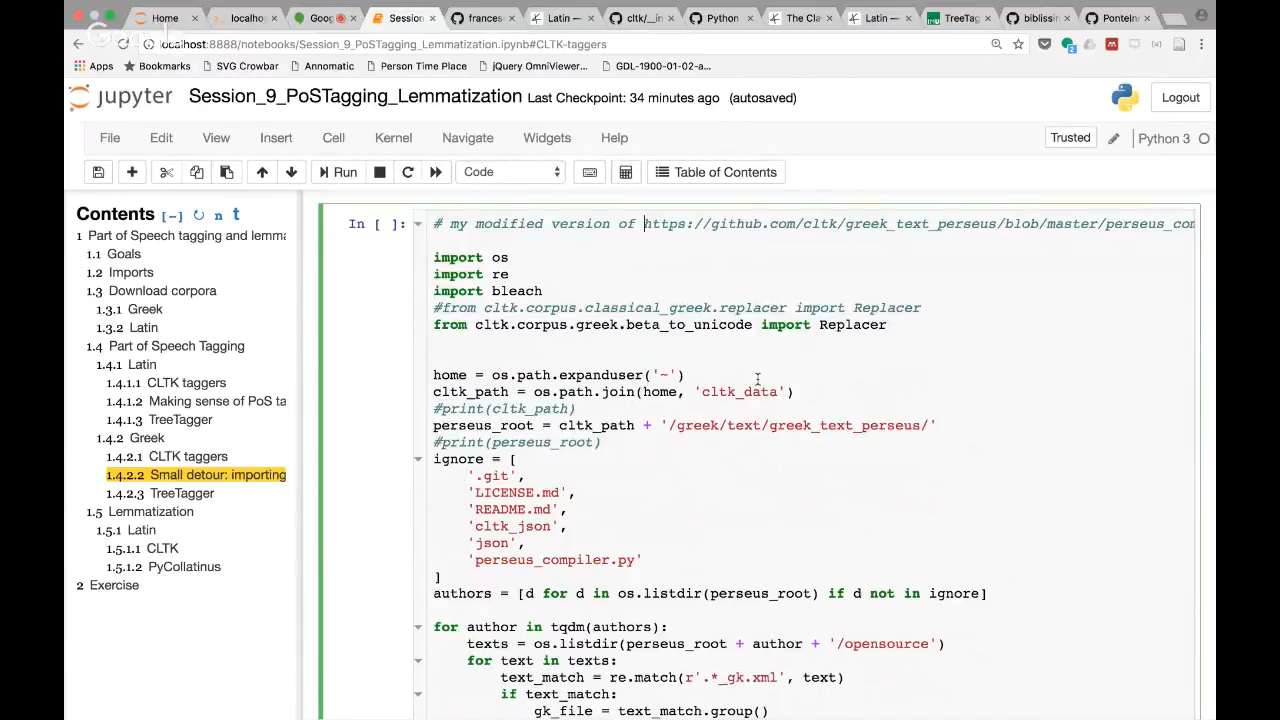 Home
localho
Goog
Session
frances
Latin —
cltk/__in
Python
The Cla
Latin —
TreeTag
biblissin
PonteIn
localhost:8888/notebooks/Session_9_PoSTagging_Lemmatization.ipynb#CLTK-taggers
Apps
Bookmarks
SVG Crowbar
Annomatic
Person Time Place
jQuery OmniViewer...
GDL-1900-01-02-a...
jupyter
Session_9_PoSTagging_Lemmatization Last Checkpoint: 34 minutes ago (autosaved)
Logout
File Edit View Insert Cell Kernel Navigate Widgets Help
Trusted
Python 3
Run
Code
Table of Contents
Contents [-] n t
1 Part of Speech tagging and lemma
1.1 Goals
1.2 Imports
1.3 Download corpora
1.3.1 Greek
1.3.2 Latin
1.4 Part of Speech Tagging
1.4.1 Latin
1.4.1.1 CLTK taggers
1.4.1.2 Making sense of PoS ta
1.4.1.3 TreeTagger
1.4.2 Greek
1.4.2.1 CLTK taggers
1.4.2.2 Small detour: importing
1.4.2.3 TreeTagger
1.5 Lemmatization
1.5.1 Latin
1.5.1.1 CLTK
1.5.1.2 PyCollatinus
2 Exercise
In [ ]:
# my modified version of https://github.com/cltk/greek_text_perseus/blob/master/perseus_com
import os
import re
import bleach
#from cltk.corpus.classical_greek.replacer import Replacer
from cltk.corpus.greek.beta_to_unicode import Replacer
home = os.path.expanduser('~')
cltk_path = os.path.join(home, 'cltk_data')
#print(cltk_path)
perseus_root = cltk_path + '/greek/text/greek_text_perseus/'
#print(perseus_root)
ignore = [
'.git',
'LICENSE.md',
'README.md',
'cltk_json',
'json',
'perseus_compiler.py'
]
authors = [d for d in os.listdir(perseus_root) if d not in ignore]
for author in tqdm(authors):
texts = os.listdir(perseus_root + author + '/opensource')
for text in texts:
text_match = re.match(r'.*_gk.xml', text)
if text_match:
gk_file = text_match.group()